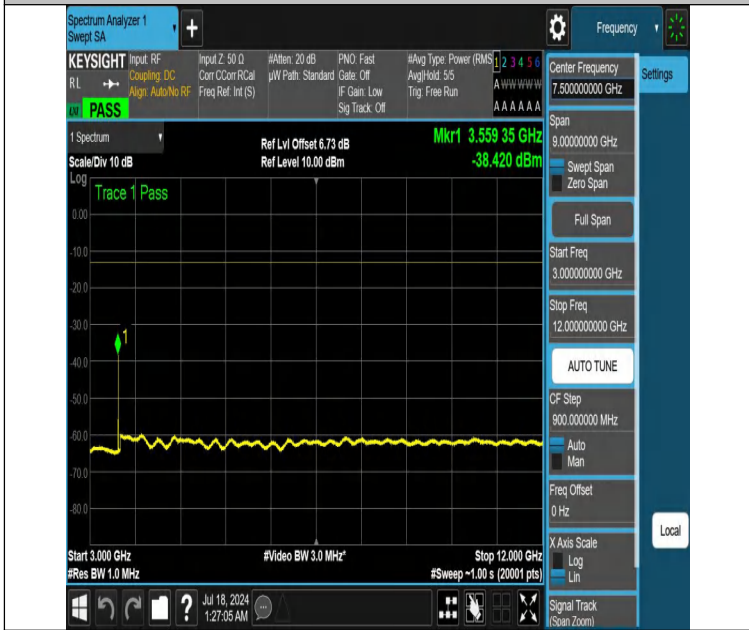 Spectrum Analyzer 1
Swept SA
Frequency
KEYSIGHT
RL
PASS
Input: RF
Coupling: DC
Align: Auto/No RF
Input Z: 50 Ω
Corr CCorr RCal
Freq Ref: Int (S)
#Atten: 20 dB
µW Path: Standard
PNO: Fast
Gate: Off
IF Gain: Low
Sig Track: Off
#Avg Type: Power (RMS
Avg|Hold: 5/5
Trig: Free Run
1 2 3 4 5 6
A W W W W W
A A A A A A
1 Spectrum
Scale/Div 10 dB
Ref Lvl Offset 6.73 dB
Ref Level 10.00 dBm
Mkr1 3.559 35 GHz
-38.420 dBm
Log
Trace 1 Pass
0.00
-10.0
-20.0
-30.0
1
-40.0
-50.0
-60.0
-70.0
-80.0
Start 3.000 GHz
#Res BW 1.0 MHz
#Video BW 3.0 MHz*
Stop 12.000 GHz
#Sweep ~1.00 s (20001 pts)
Center Frequency
7.500000000 GHz
Settings
Span
9.00000000 GHz
Swept Span
Zero Span
Full Span
Start Freq
3.000000000 GHz
Stop Freq
12.000000000 GHz
AUTO TUNE
CF Step
900.000000 MHz
Auto
Man
Freq Offset
0 Hz
X Axis Scale
Log
Lin
Local
Signal Track
(Span Zoom)
?
Jul 18, 2024
1:27:05 AM